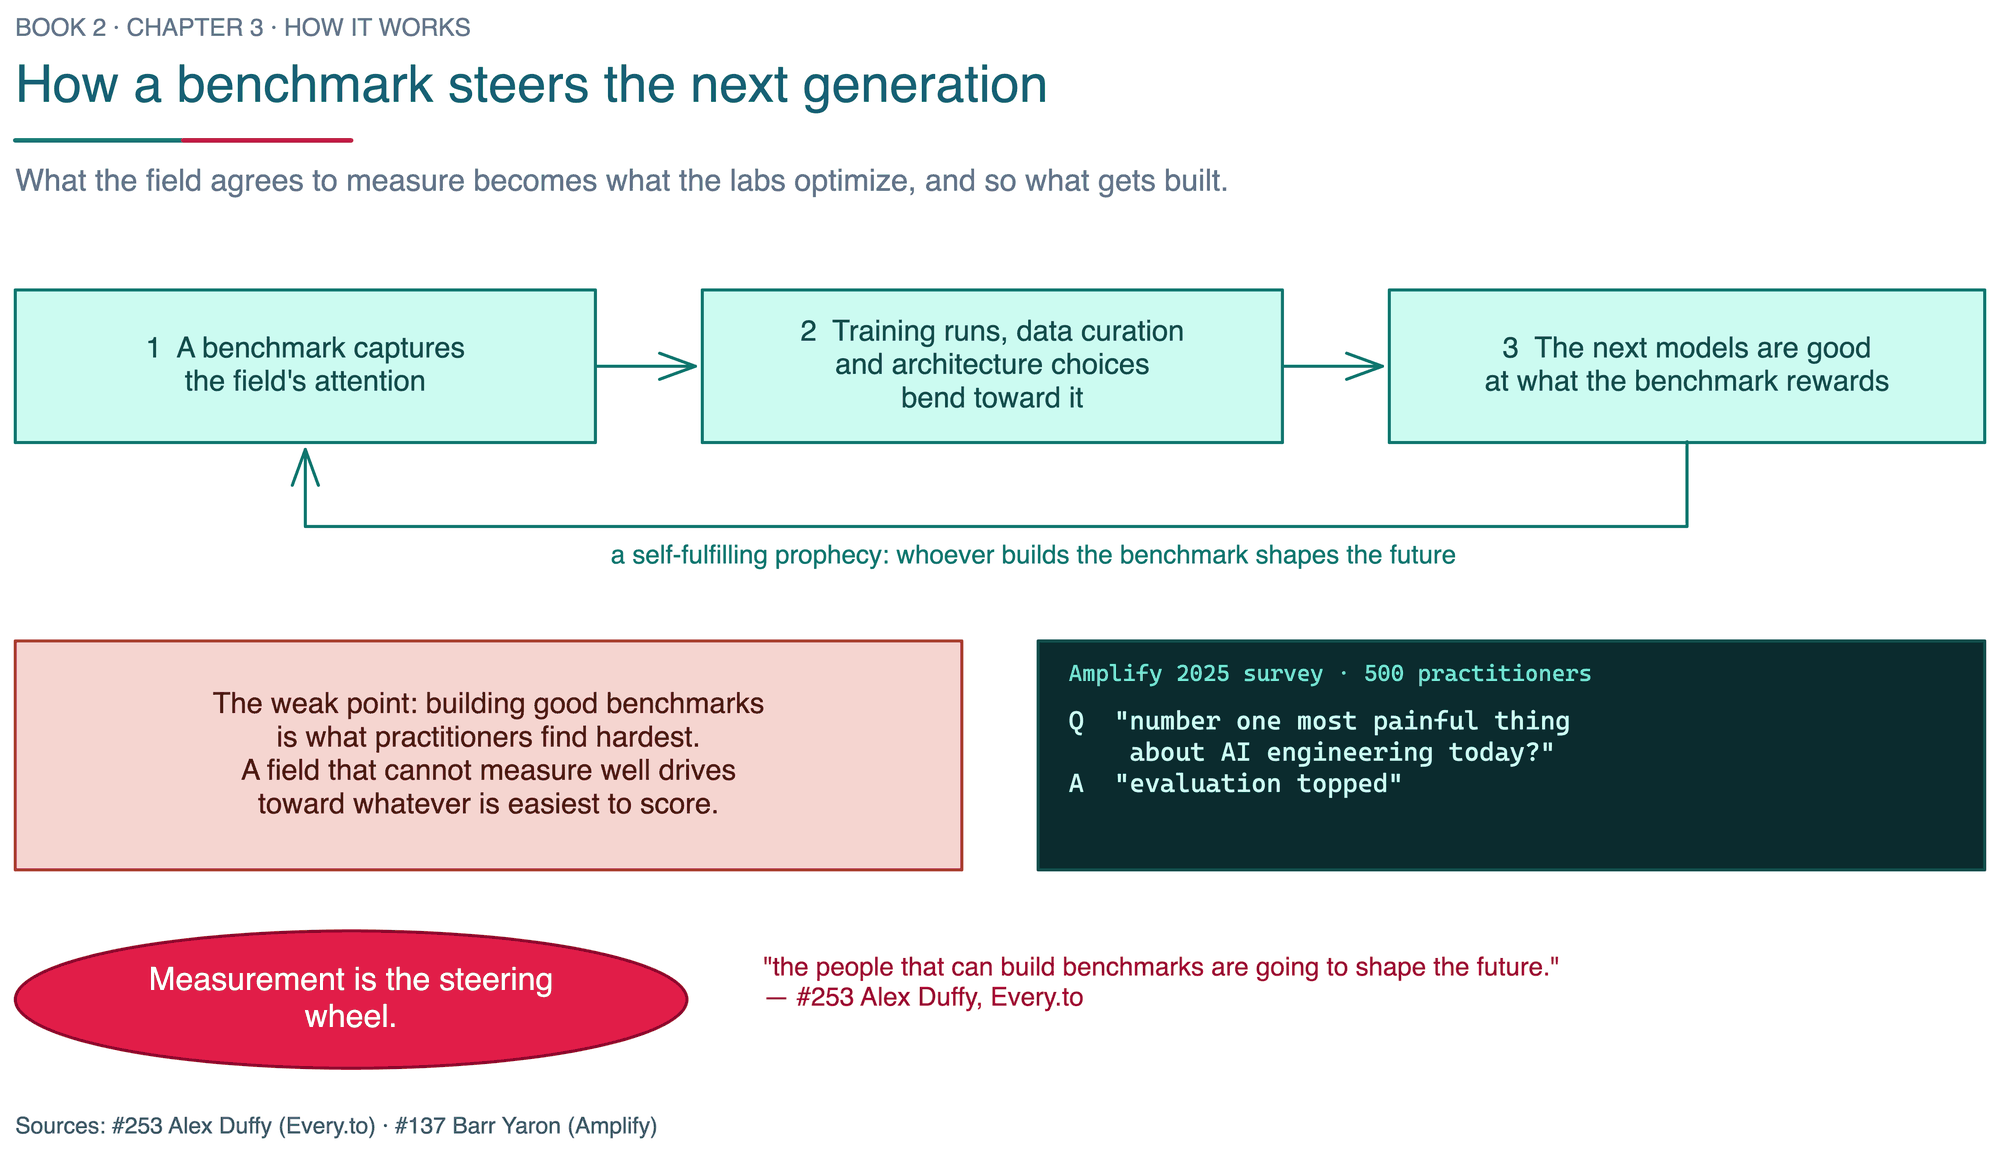 BOOK 2 · CHAPTER 3 · HOW IT WORKS
How a benchmark steers the next generation
What the field agrees to measure becomes what the labs optimize, and so what gets built.
1  A benchmark captures
the field's attention
2  Training runs, data curation
and architecture choices
bend toward it
3  The next models are good
at what the benchmark rewards
a self-fulfilling prophecy: whoever builds the benchmark shapes the future
The weak point: building good benchmarks
is what practitioners find hardest.
A field that cannot measure well drives
toward whatever is easiest to score.
Amplify 2025 survey · 500 practitioners
Q  "number one most painful thing
about AI engineering today?"
A  "evaluation topped"
Measurement is the steering
wheel.
"the people that can build benchmarks are going to shape the future."
— #253 Alex Duffy, Every.to
Sources: #253 Alex Duffy (Every.to) · #137 Barr Yaron (Amplify)